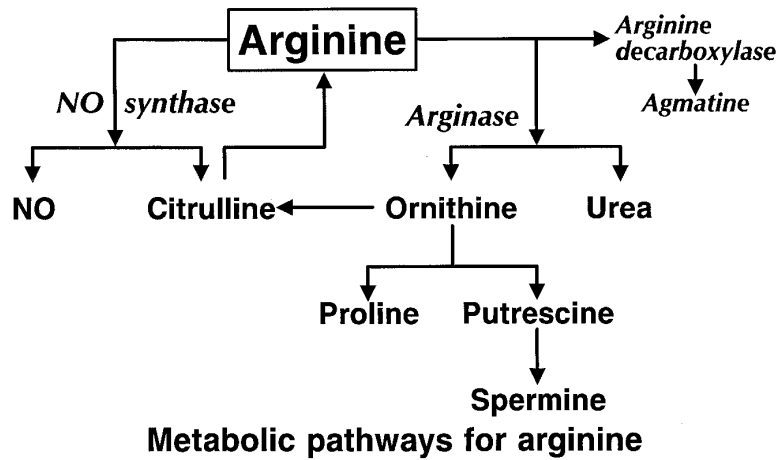 Arginine
Arginine
decarboxylase
NO synthase
Arginase
Agmatine
NO
Citrulline
Ornithine
Urea
Proline
Putrescine
Spermine
Metabolic pathways for arginine